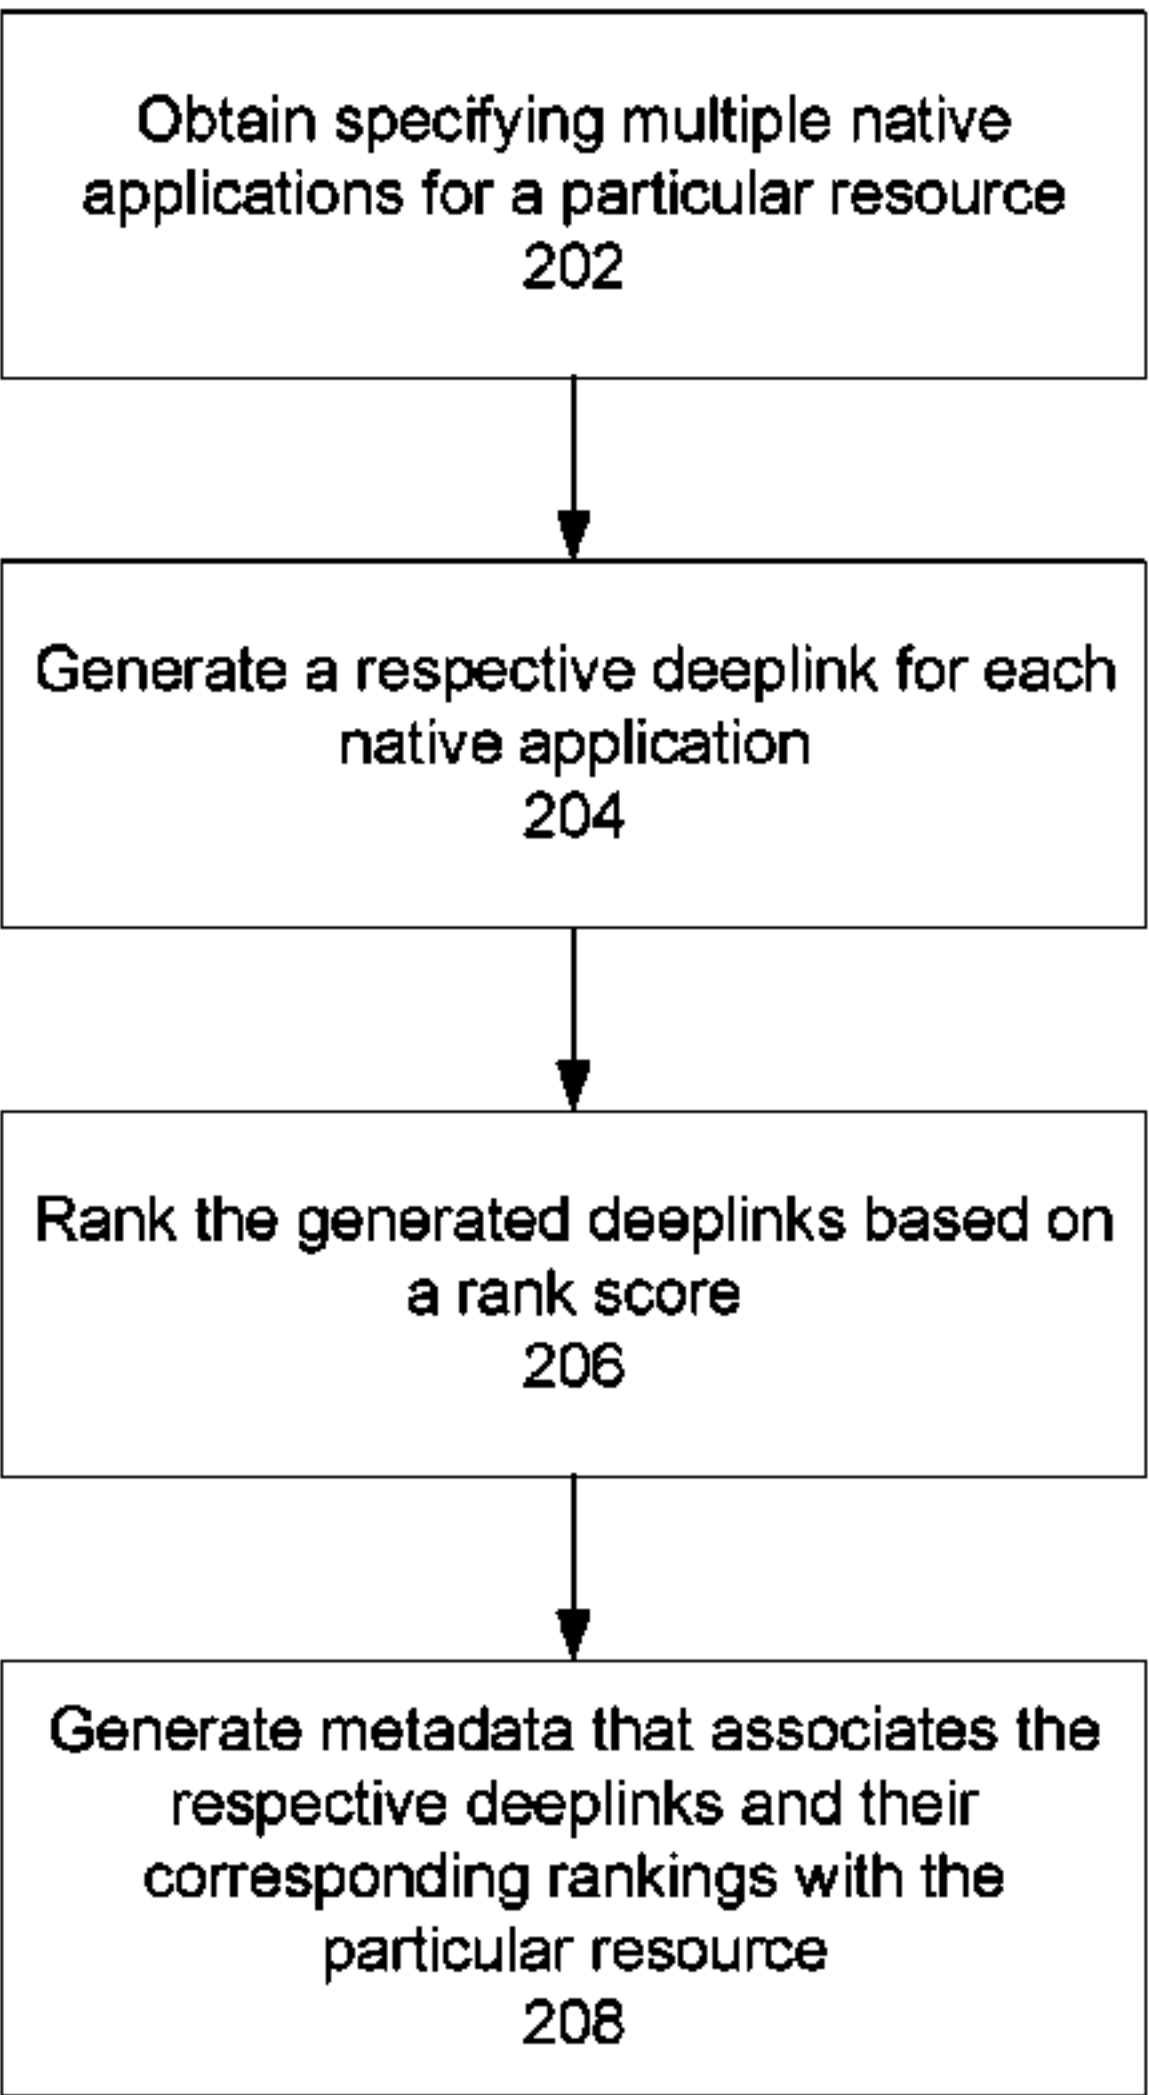 Obtain specifying multiple native
applications for a particular resource
202
Generate a respective deeplink for each
native application
204
Rank the generated deeplinks based on
a rank score
206
Generate metadata that associates the
respective deeplinks and their
corresponding rankings with the
particular resource
208